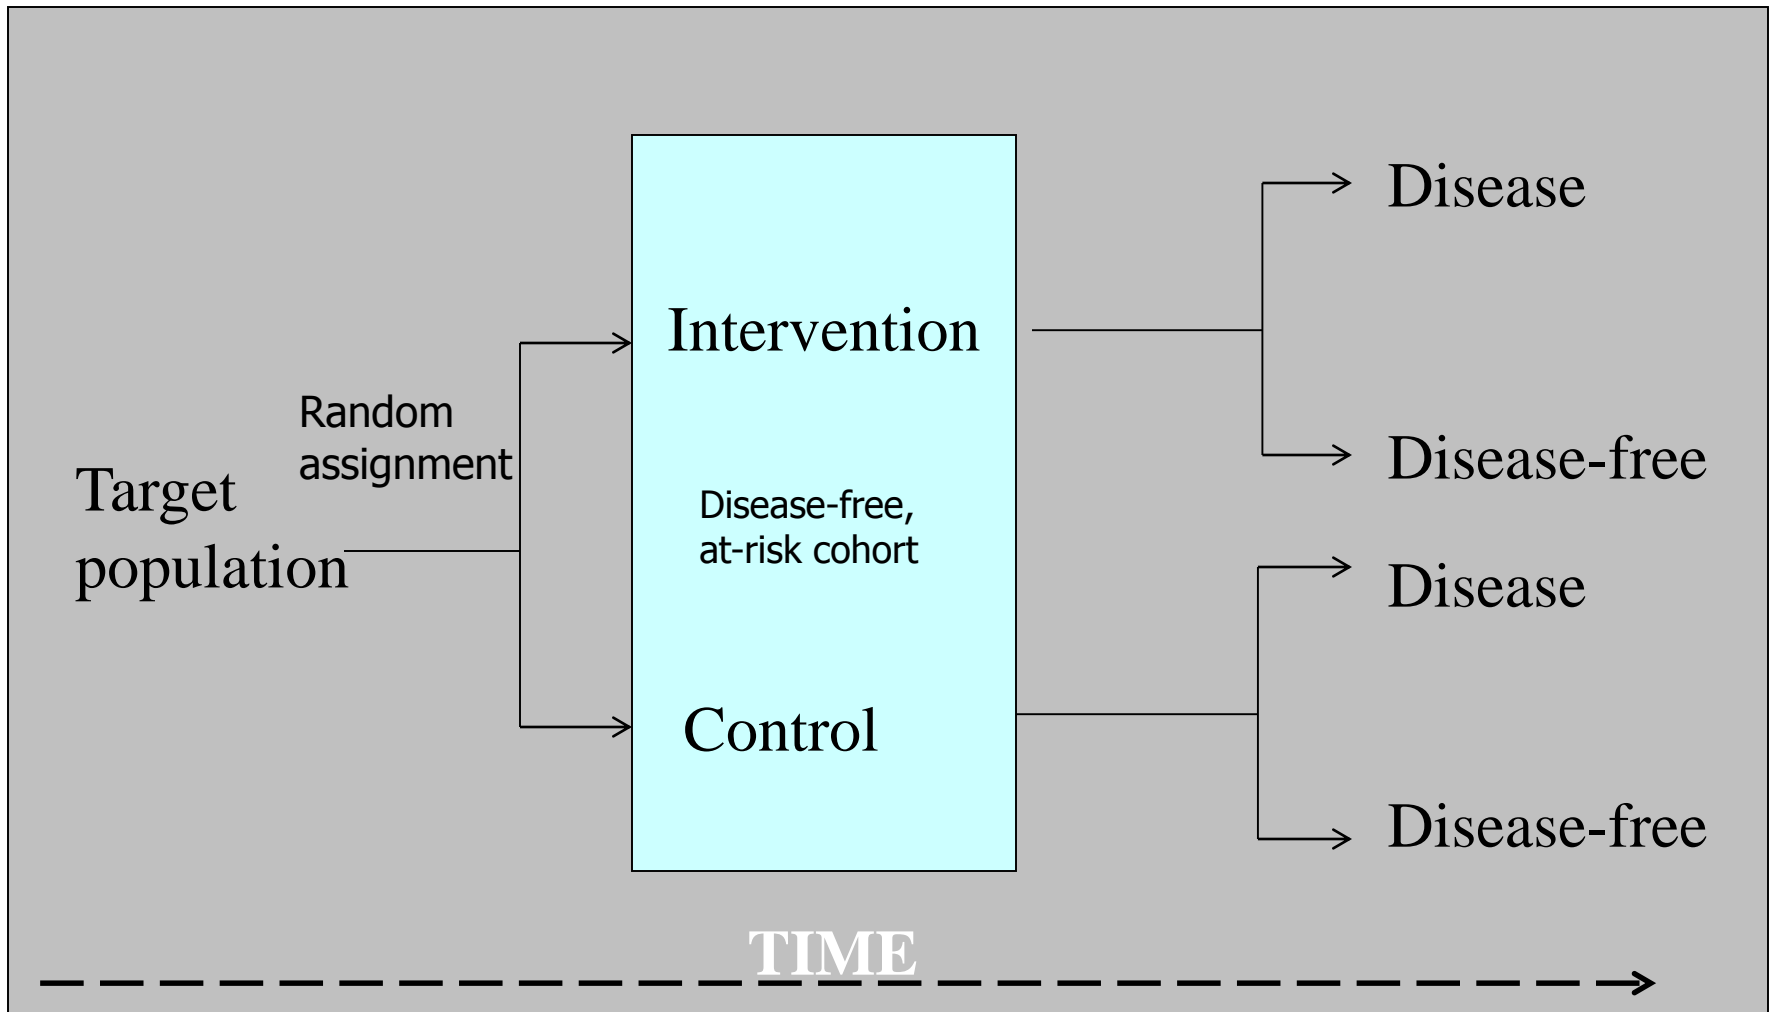 Target
population
Random
assignment
Intervention
Disease-free,
at-risk cohort
Control
Disease
Disease-free
Disease
Disease-free
TIME